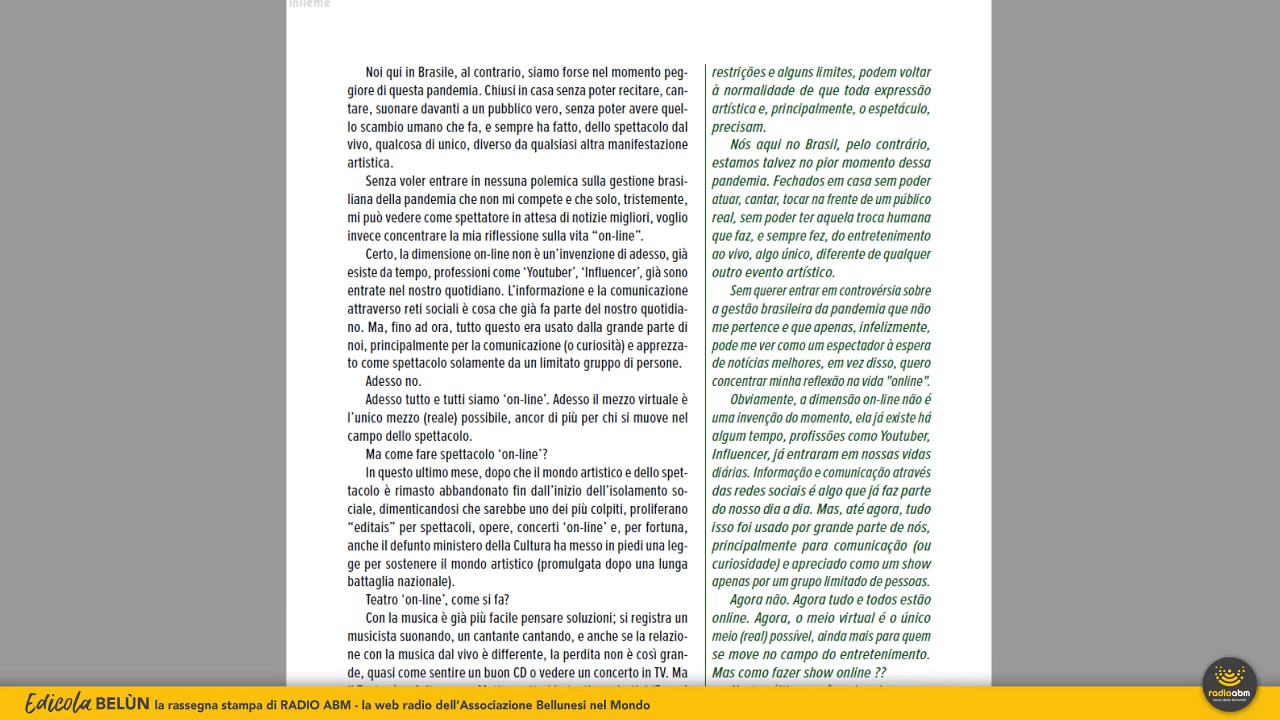 Insieme
Noi qui in Brasile, al contrario, siamo forse nel momento peg-
giore di questa pandemia. Chiusi in casa senza poter recitare, can-
tare, suonare davanti a un pubblico vero, senza poter avere quel-
lo scambio umano che fa, e sempre ha fatto, dello spettacolo dal
vivo, qualcosa di unico, diverso da qualsiasi altra manifestazione
artistica.
Senza voler entrare in nessuna polemica sulla gestione brasi-
liana della pandemia che non mi compete e che solo, tristemente,
mi può vedere come spettatore in attesa di notizie migliori, voglio
invece concentrare la mia riflessione sulla vita “on-line”.
Certo, la dimensione on-line non è un’invenzione di adesso, già
esiste da tempo, professioni come ‘Youtuber’, ‘Influencer’, già sono
entrate nel nostro quotidiano. L’informazione e la comunicazione
attraverso reti sociali è cosa che già fa parte del nostro quotidia-
no. Ma, fino ad ora, tutto questo era usato dalla grande parte di
noi, principalmente per la comunicazione (o curiosità) e apprezza-
to come spettacolo solamente da un limitato gruppo di persone.
Adesso no.
Adesso tutto e tutti siamo ‘on-line’. Adesso il mezzo virtuale è
l’unico mezzo (reale) possibile, ancor di più per chi si muove nel
campo dello spettacolo.
Ma come fare spettacolo ‘on-line’?
In questo ultimo mese, dopo che il mondo artistico e dello spet-
tacolo è rimasto abbandonato fin dall’inizio dell’isolamento so-
ciale, dimenticandosi che sarebbe uno dei più colpiti, proliferano
“editais” per spettacoli, opere, concerti ‘on-line’ e, per fortuna,
anche il defunto ministero della Cultura ha messo in piedi una leg-
ge per sostenere il mondo artistico (promulgata dopo una lunga
battaglia nazionale).
Teatro ‘on-line’, come si fa?
Con la musica è già più facile pensare soluzioni; si registra un
musicista suonando, un cantante cantando, e anche se la relazio-
ne con la musica dal vivo è differente, la perdita non è così gran-
de, quasi come sentire un buon CD o vedere un concerto in TV. Ma
restrições e alguns limites, podem voltar
à normalidade de que toda expressão
artística e, principalmente, o espetáculo,
precisam.
Nós aqui no Brasil, pelo contrário,
estamos talvez no pior momento dessa
pandemia. Fechados em casa sem poder
atuar, cantar, tocar na frente de um público
real, sem poder ter aquela troca humana
que faz, e sempre fez, do entretenimento
ao vivo, algo único, diferente de qualquer
outro evento artístico.
Sem querer entrar em controvérsia sobre
a gestão brasileira da pandemia que não
me pertence e que apenas, infelizmente,
pode me ver como um espectador à espera
de notícias melhores, em vez disso, quero
concentrar minha reflexão na vida "online".
Obviamente, a dimensão on-line não é
uma invenção do momento, ela já existe há
algum tempo, profissões como Youtuber,
Influencer, já entraram em nossas vidas
diárias. Informação e comunicação através
das redes sociais é algo que já faz parte
do nosso dia a dia. Mas, até agora, tudo
isso foi usado por grande parte de nós,
principalmente para comunicação (ou
curiosidade) e apreciado como um show
apenas por um grupo limitado de pessoas.
Agora não. Agora tudo e todos estão
online. Agora, o meio virtual é o único
meio (real) possível, ainda mais para quem
se move no campo do entretenimento.
Mas como fazer show online ??
Edicola BELÙN la rassegna stampa di RADIO ABM - la web radio dell’Associazione Bellunesi nel Mondo
radioabm